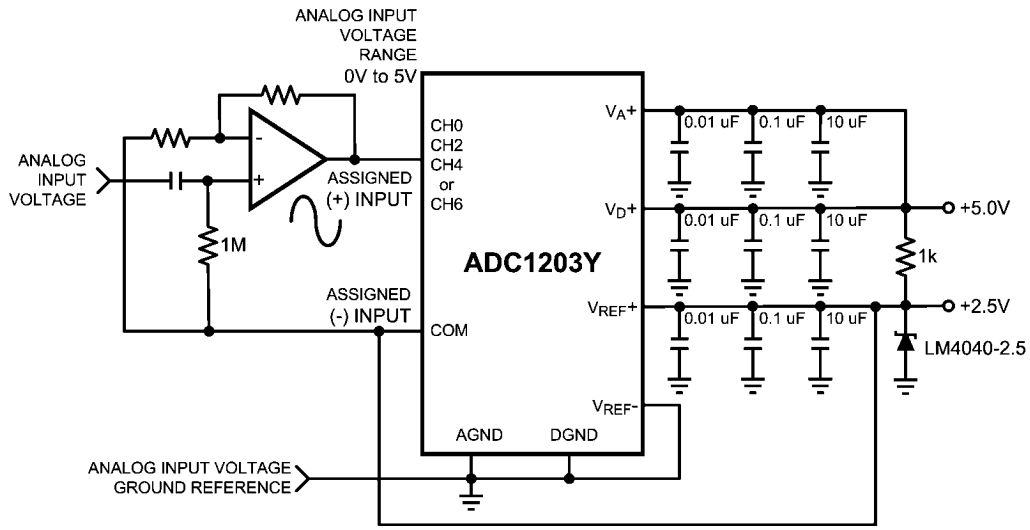 ANALOG INPUT
VOLTAGE
RANGE
0V to 5V
ANALOG
INPUT
VOLTAGE
-
+
1M
ASSIGNED
(+) INPUT
ASSIGNED
(-) INPUT
CH0
CH2
CH4
or
CH6
COM
ADC1203Y
AGND
DGND
VA+
VD+
VREF+
VREF-
0.01 uF
0.1 uF
10 uF
0.01 uF
0.1 uF
10 uF
0.01 uF
0.1 uF
10 uF
+5.0V
1k
+2.5V
LM4040-2.5
ANALOG INPUT VOLTAGE
GROUND REFERENCE